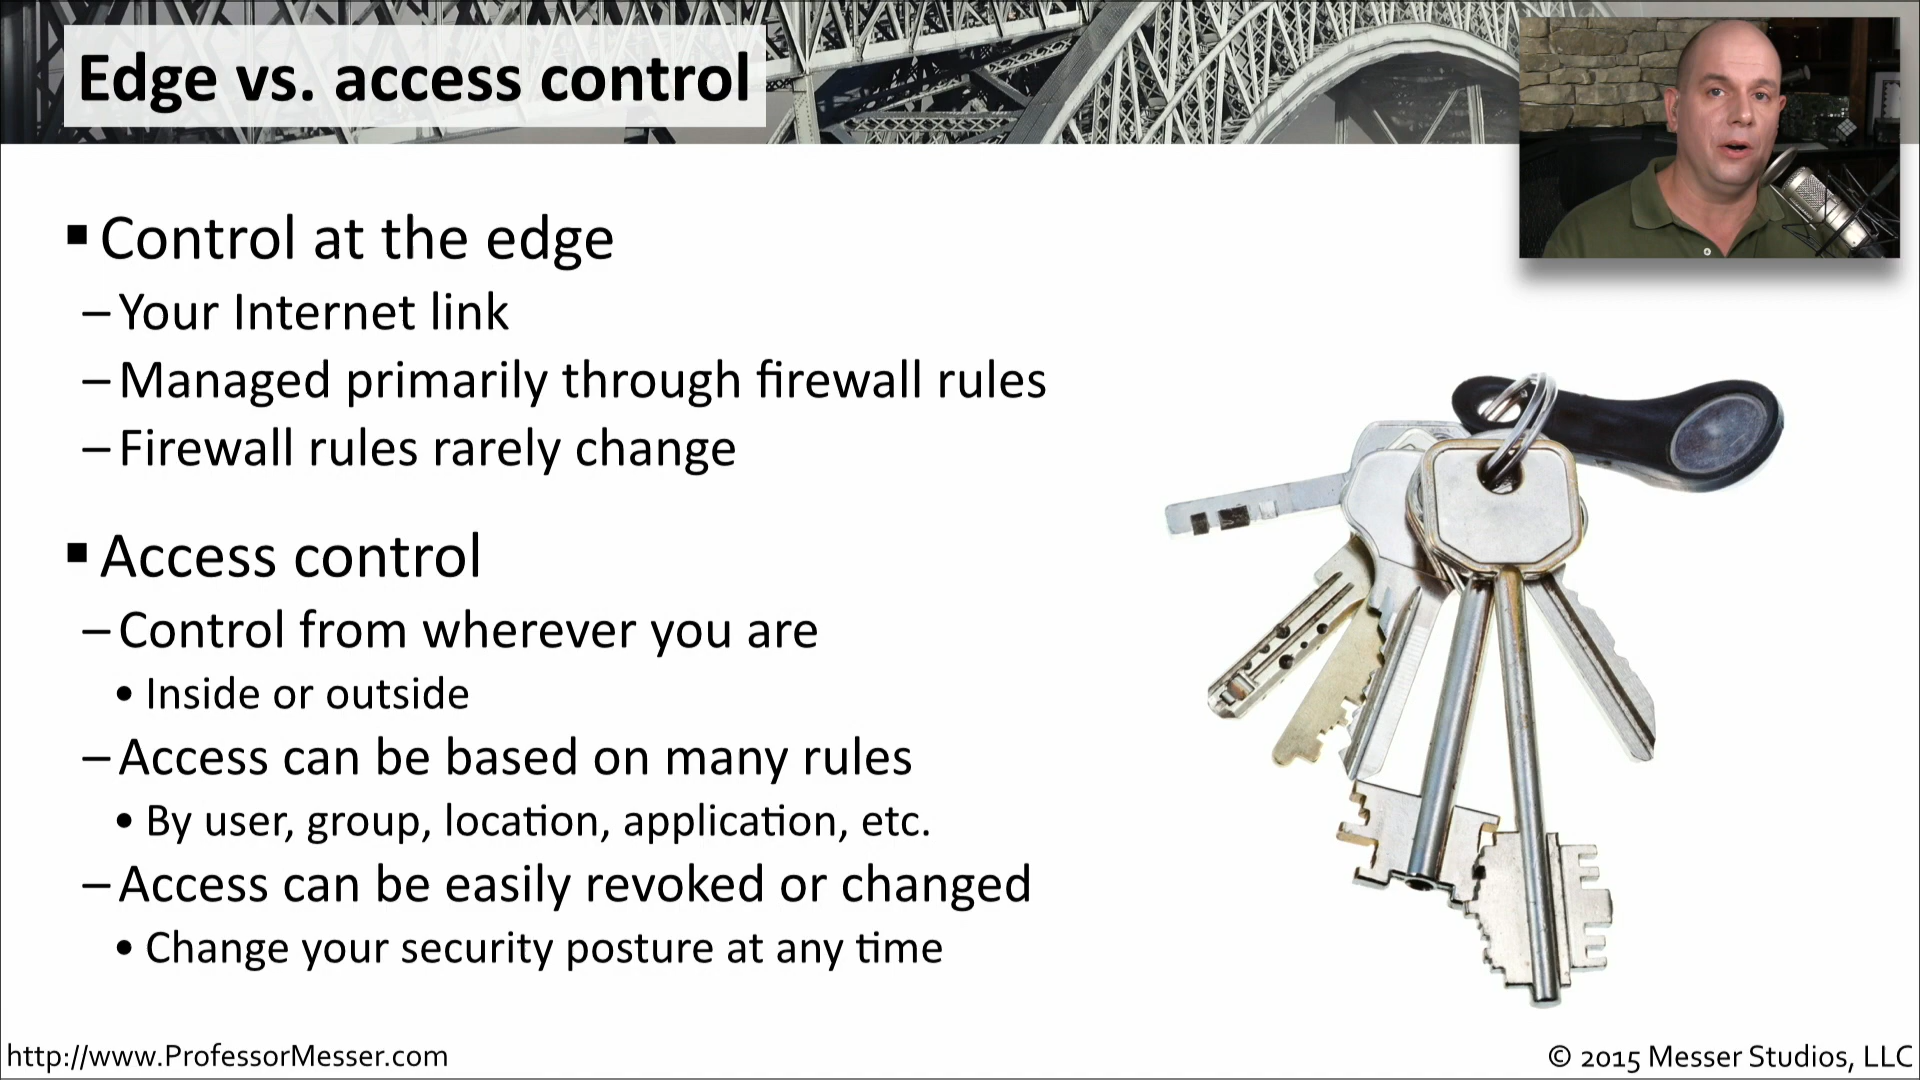 Edge vs. access control
▪ Control at the edge
– Your Internet link
– Managed primarily through firewall rules
– Firewall rules rarely change
▪ Access control
– Control from wherever you are
• Inside or outside
– Access can be based on many rules
• By user, group, location, application, etc.
– Access can be easily revoked or changed
• Change your security posture at any time
http://www.ProfessorMesser.com
© 2015 Messer Studios, LLC